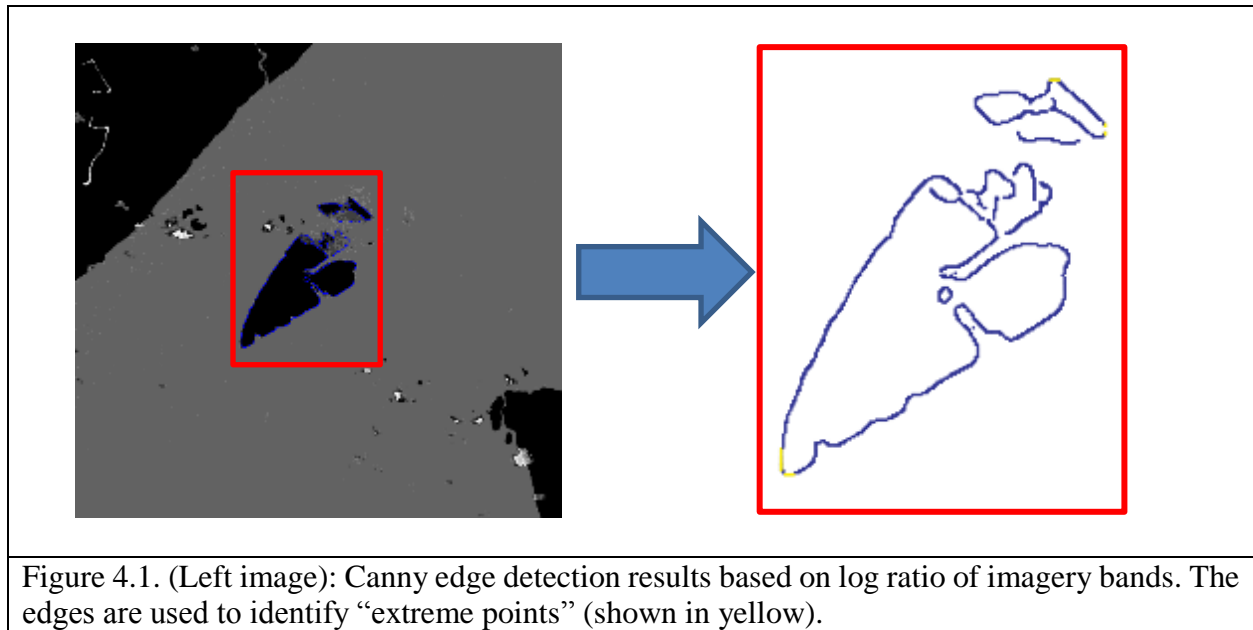 Figure 4.1. (Left image): Canny edge detection results based on log ratio of imagery bands. The
edges are used to identify “extreme points” (shown in yellow).